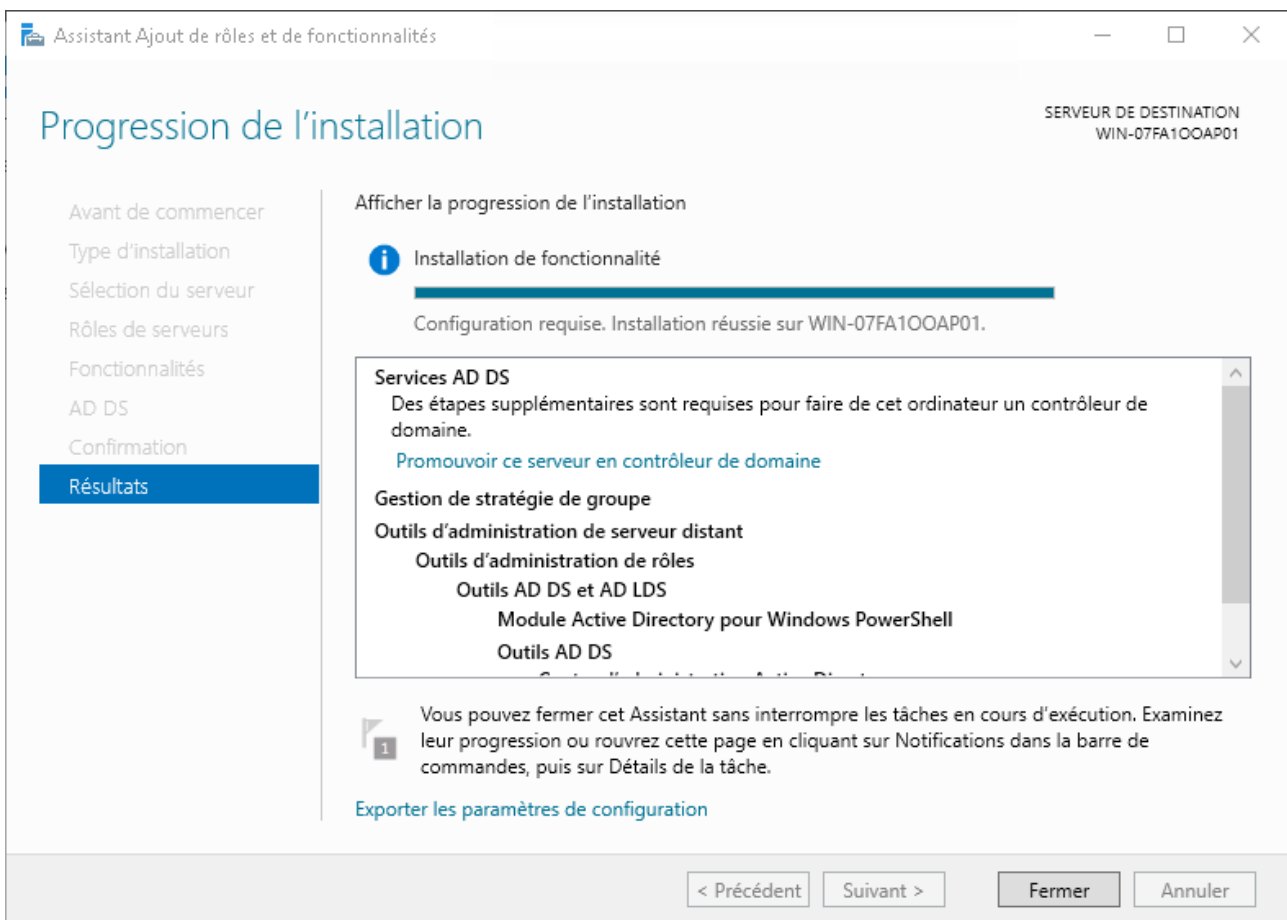 Assistant Ajout de rôles et de fonctionnalités
Progression de l'installation
SERVEUR DE DESTINATION
WIN-07FA1OOAP01
Avant de commencer
Type d'installation
Sélection du serveur
Rôles de serveurs
Fonctionnalités
AD DS
Confirmation
Résultats
Afficher la progression de l'installation
Installation de fonctionnalité
Configuration requise. Installation réussie sur WIN-07FA1OOAP01.
Services AD DS
Des étapes supplémentaires sont requises pour faire de cet ordinateur un contrôleur de
domaine.
Promouvoir ce serveur en contrôleur de domaine
Gestion de stratégie de groupe
Outils d'administration de serveur distant
Outils d'administration de rôles
Outils AD DS et AD LDS
Module Active Directory pour Windows PowerShell
Outils AD DS
1
Vous pouvez fermer cet Assistant sans interrompre les tâches en cours d'exécution. Examinez
leur progression ou rouvrez cette page en cliquant sur Notifications dans la barre de
commandes, puis sur Détails de la tâche.
Exporter les paramètres de configuration
< Précédent
Suivant >
Fermer
Annuler